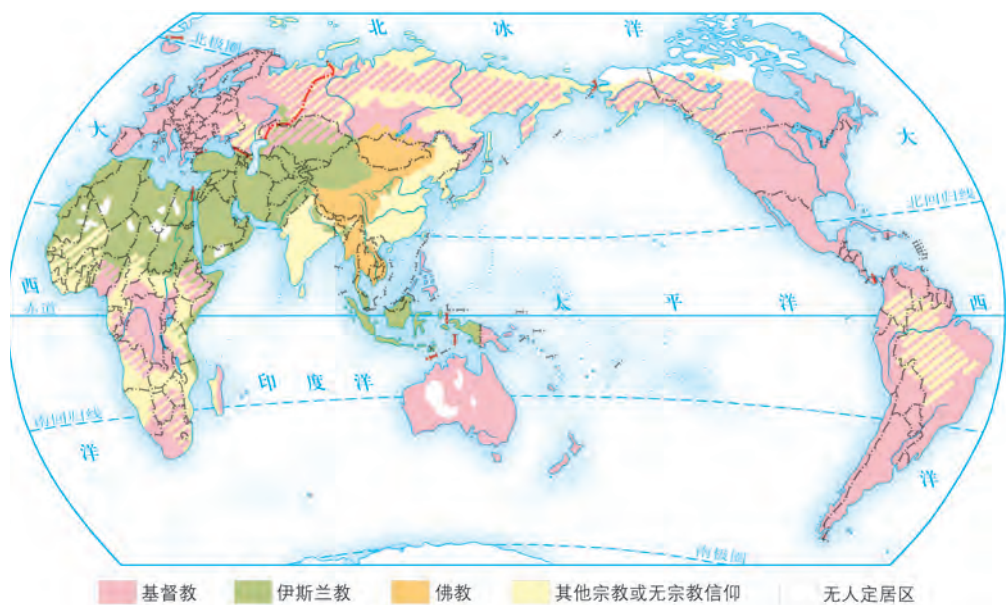 北 冰 洋
北极圈
大
大
北回归线
西
赤道
太 平 洋
西
印 度 洋
南回归线
洋
洋
南极圈
基督教 伊斯兰教 佛教 其他宗教或无宗教信仰 无人定居区